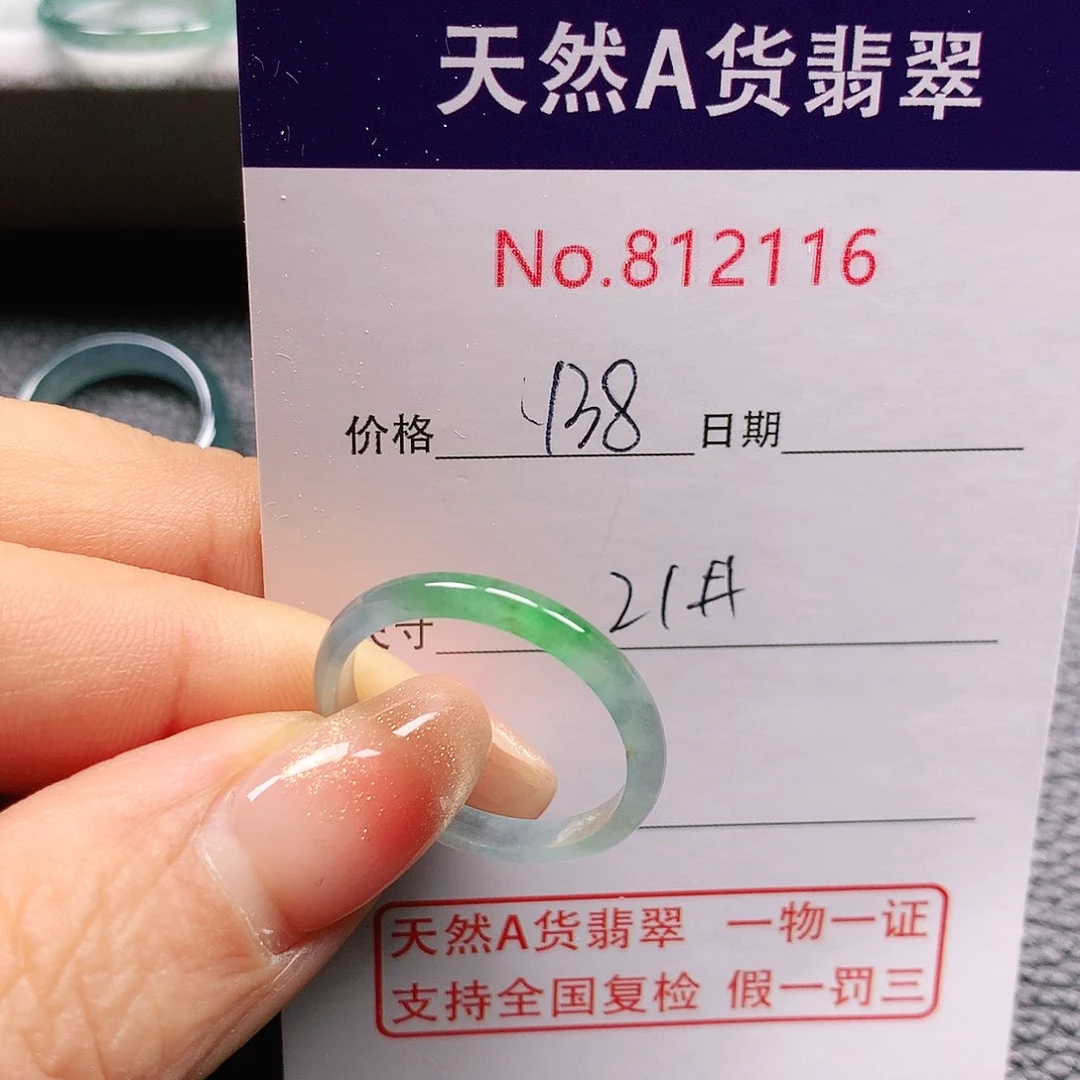 天然A货翡翠
No.812116
价格 438 日期
寸 21#
天然A货翡翠 一物一证
支持全国复检 假一罚三